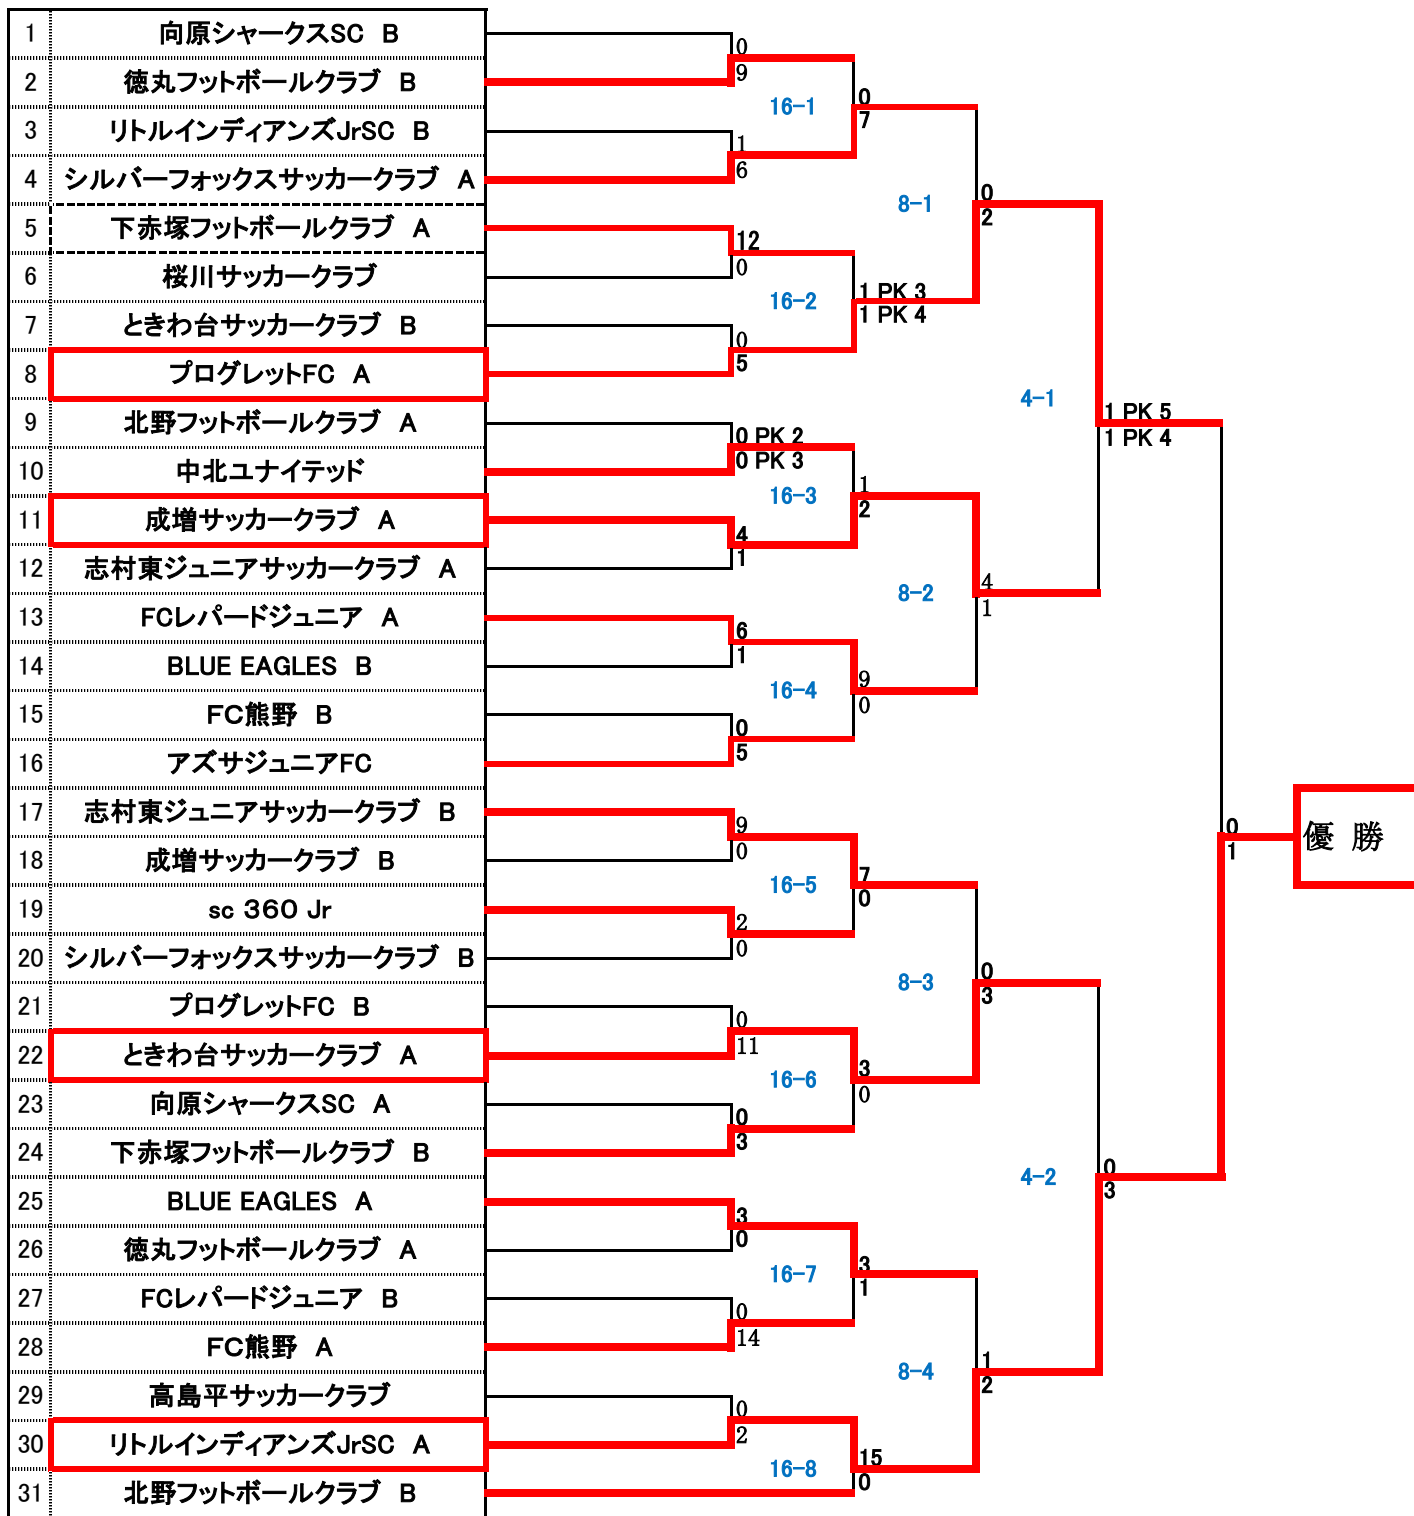 1 向原シャークスSC B
2 徳丸フットボールクラブ B
3 リトルインディアンズJrSC B
4 シルバーフォックスサッカークラブ A
5 下赤塚フットボールクラブ A
6 桜川サッカークラブ
7 ときわ台サッカークラブ B
8 プログレットFC A
9 北野フットボールクラブ A
10 中北ユナイテッド
11 成増サッカークラブ A
12 志村東ジュニアサッカークラブ A
13 FCレパードジュニア A
14 BLUE EAGLES B
15 FC熊野 B
16 アズサジュニアFC
17 志村東ジュニアサッカークラブ B
18 成増サッカークラブ B
19 sc 360 Jr
20 シルバーフォックスサッカークラブ B
21 プログレットFC B
22 ときわ台サッカークラブ A
23 向原シャークスSC A
24 下赤塚フットボールクラブ B
25 BLUE EAGLES A
26 徳丸フットボールクラブ A
27 FCレパードジュニア B
28 FC熊野 A
29 高島平サッカークラブ
30 リトルインディアンズJrSC A
31 北野フットボールクラブ B
0
9
1
6
12
0
0
5
0 PK 2
0 PK 3
4
1
6
1
0
5
9
0
2
0
0
11
0
3
3
0
0
14
0
2
16-1
16-2
16-3
16-4
16-5
16-6
16-7
16-8
0
7
1 PK 3
1 PK 4
1
2
9
0
7
0
3
0
3
1
15
0
8-1
8-2
8-3
8-4
0
2
4
1
0
3
1
2
4-1
4-2
1 PK 5
1 PK 4
0
3
0
1
優 勝